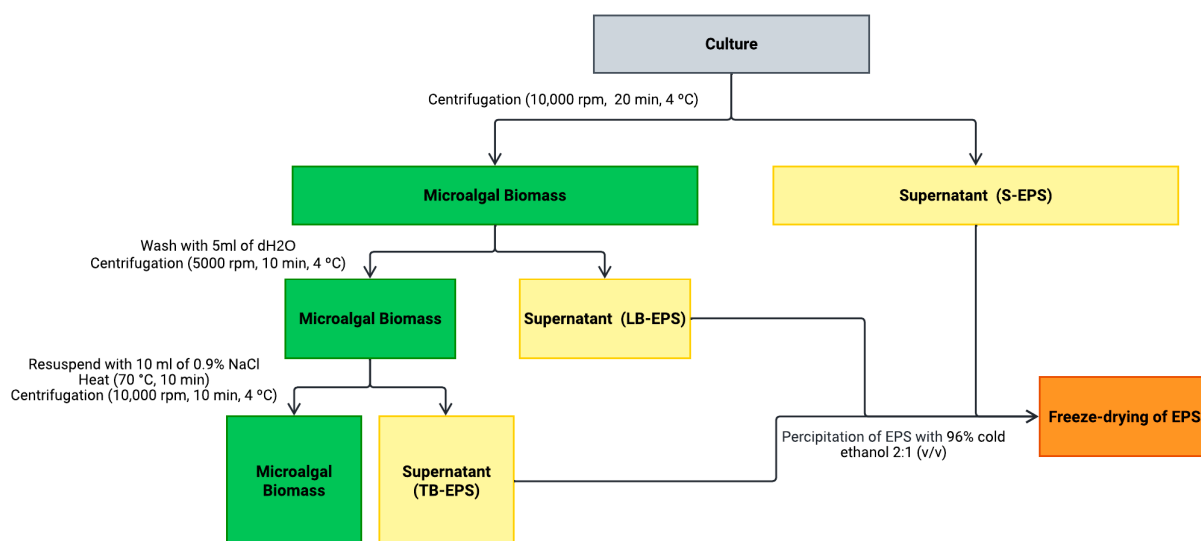 Culture
Centrifugation (10,000 rpm, 20 min, 4 ºC)
Microalgal Biomass
Supernatant (S-EPS)
Wash with 5ml of dH2O
Centrifugation (5000 rpm, 10 min, 4 ºC)
Microalgal Biomass
Supernatant (LB-EPS)
Resuspend with 10 ml of 0.9% NaCl
Heat (70 °C, 10 min)
Centrifugation (10,000 rpm, 10 min, 4 ºC)
Microalgal
Biomass
Supernatant
(TB-EPS)
Percipitation of EPS with 96% cold
ethanol 2:1 (v/v)
Freeze-drying of EPS